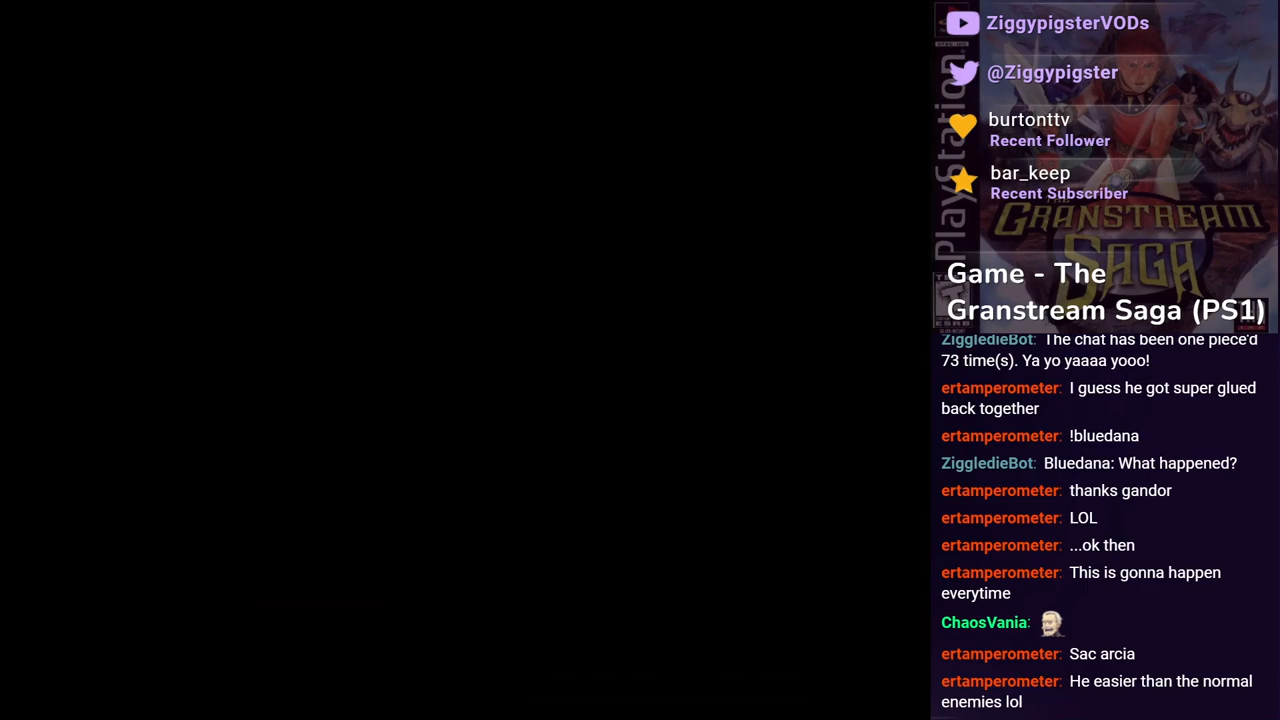 ZiggypigsterVODs
@Ziggypigster
burtonttv
Recent Follower
bar_keep
Recent Subscriber
PlayStation
GRANSTREAM
SAGA
Game - The
Granstream Saga (PS1)
ZiggledieBot: The chat has been one piece'd
73 time(s). Ya yo yaaaa yooo!
ertamperometer: I guess he got super glued
back together
ertamperometer: !bluedana
ZiggledieBot: Bluedana: What happened?
ertamperometer: thanks gandor
ertamperometer: LOL
ertamperometer: ...ok then
ertamperometer: This is gonna happen
everytime
ChaosVania:
ertamperometer: Sac arcia
ertamperometer: He easier than the normal
enemies lol